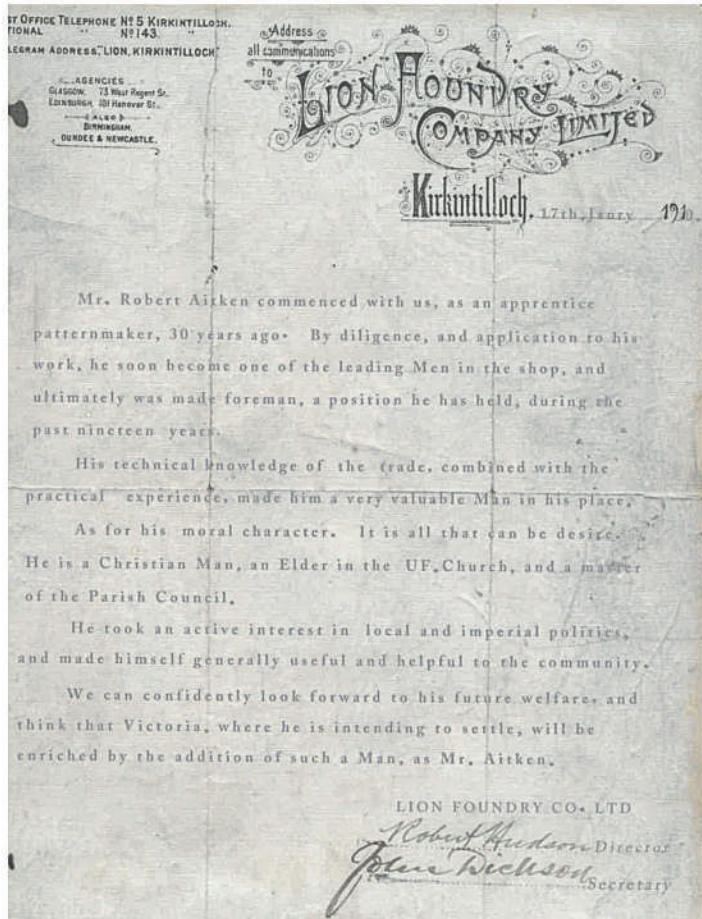 ST OFFICE TELEPHONE Nº 5 KIRKINTILLOCH.
TIONAL " Nº 143.
LEGRAM ADDRESS, "LION, KIRKINTILLOCH"
AGENCIES
GLASGOW, 73 West Regent St.
EDINBURGH, 101 Hanover St.
ALSO
BIRMINGHAM,
DUNDEE & NEWCASTLE.
Address
all communications
to
LION FOUNDRY
COMPANY LIMITED
Kirkintilloch, 17th, Janry 1910.
Mr. Robert Aitken commenced with us, as an apprentice
patternmaker, 30 years ago. By diligence, and application to his
work, he soon become one of the leading Men in the shop, and
ultimately was made foreman, a position he has held, during the
past nineteen years.
His technical knowledge of the trade, combined with the
practical experience, made him a very valuable Man in his place.
As for his moral character. It is all that can be desire.
He is a Christian Man, an Elder in the UF. Church, and a
of the Parish Council.
He took an active interest in local and imperial politics,
and made himself generally useful and helpful to the community.
We can confidently look forward to his future welfare, and
think that Victoria, where he is intending to settle, will be
enriched by the addition of such a Man, as Mr. Aitken.
LION FOUNDRY CO. LTD
Robert Hudson Director
John Dickson Secretary